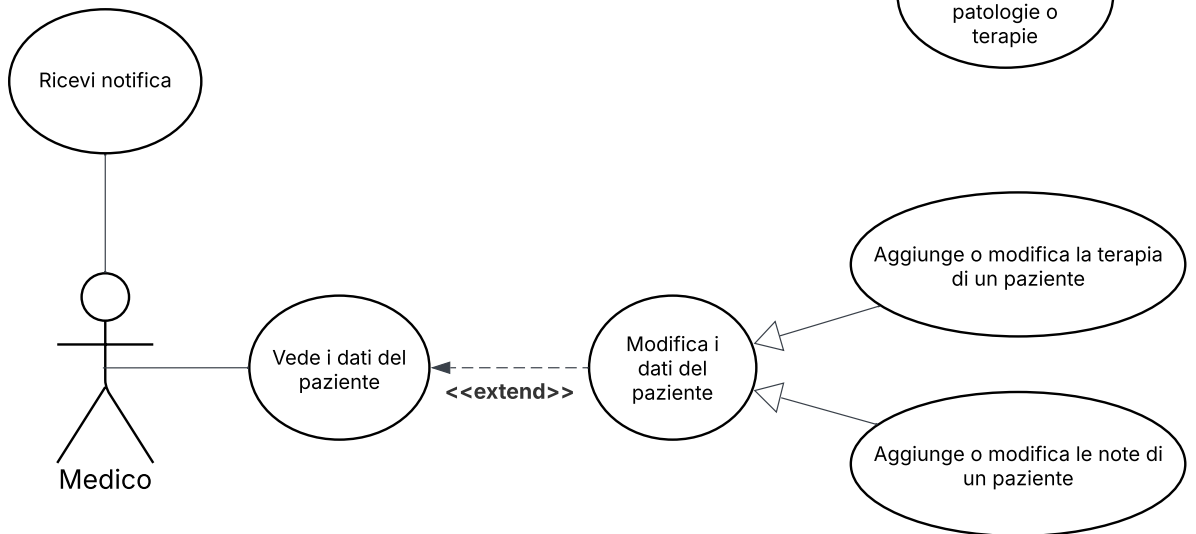 patologie o
terapie
Ricevi notifica
Aggiunge o modifica la terapia
di un paziente
Vede i dati del
paziente
<<extend>>
Modifica i
dati del
paziente
Aggiunge o modifica le note di
un paziente
Medico